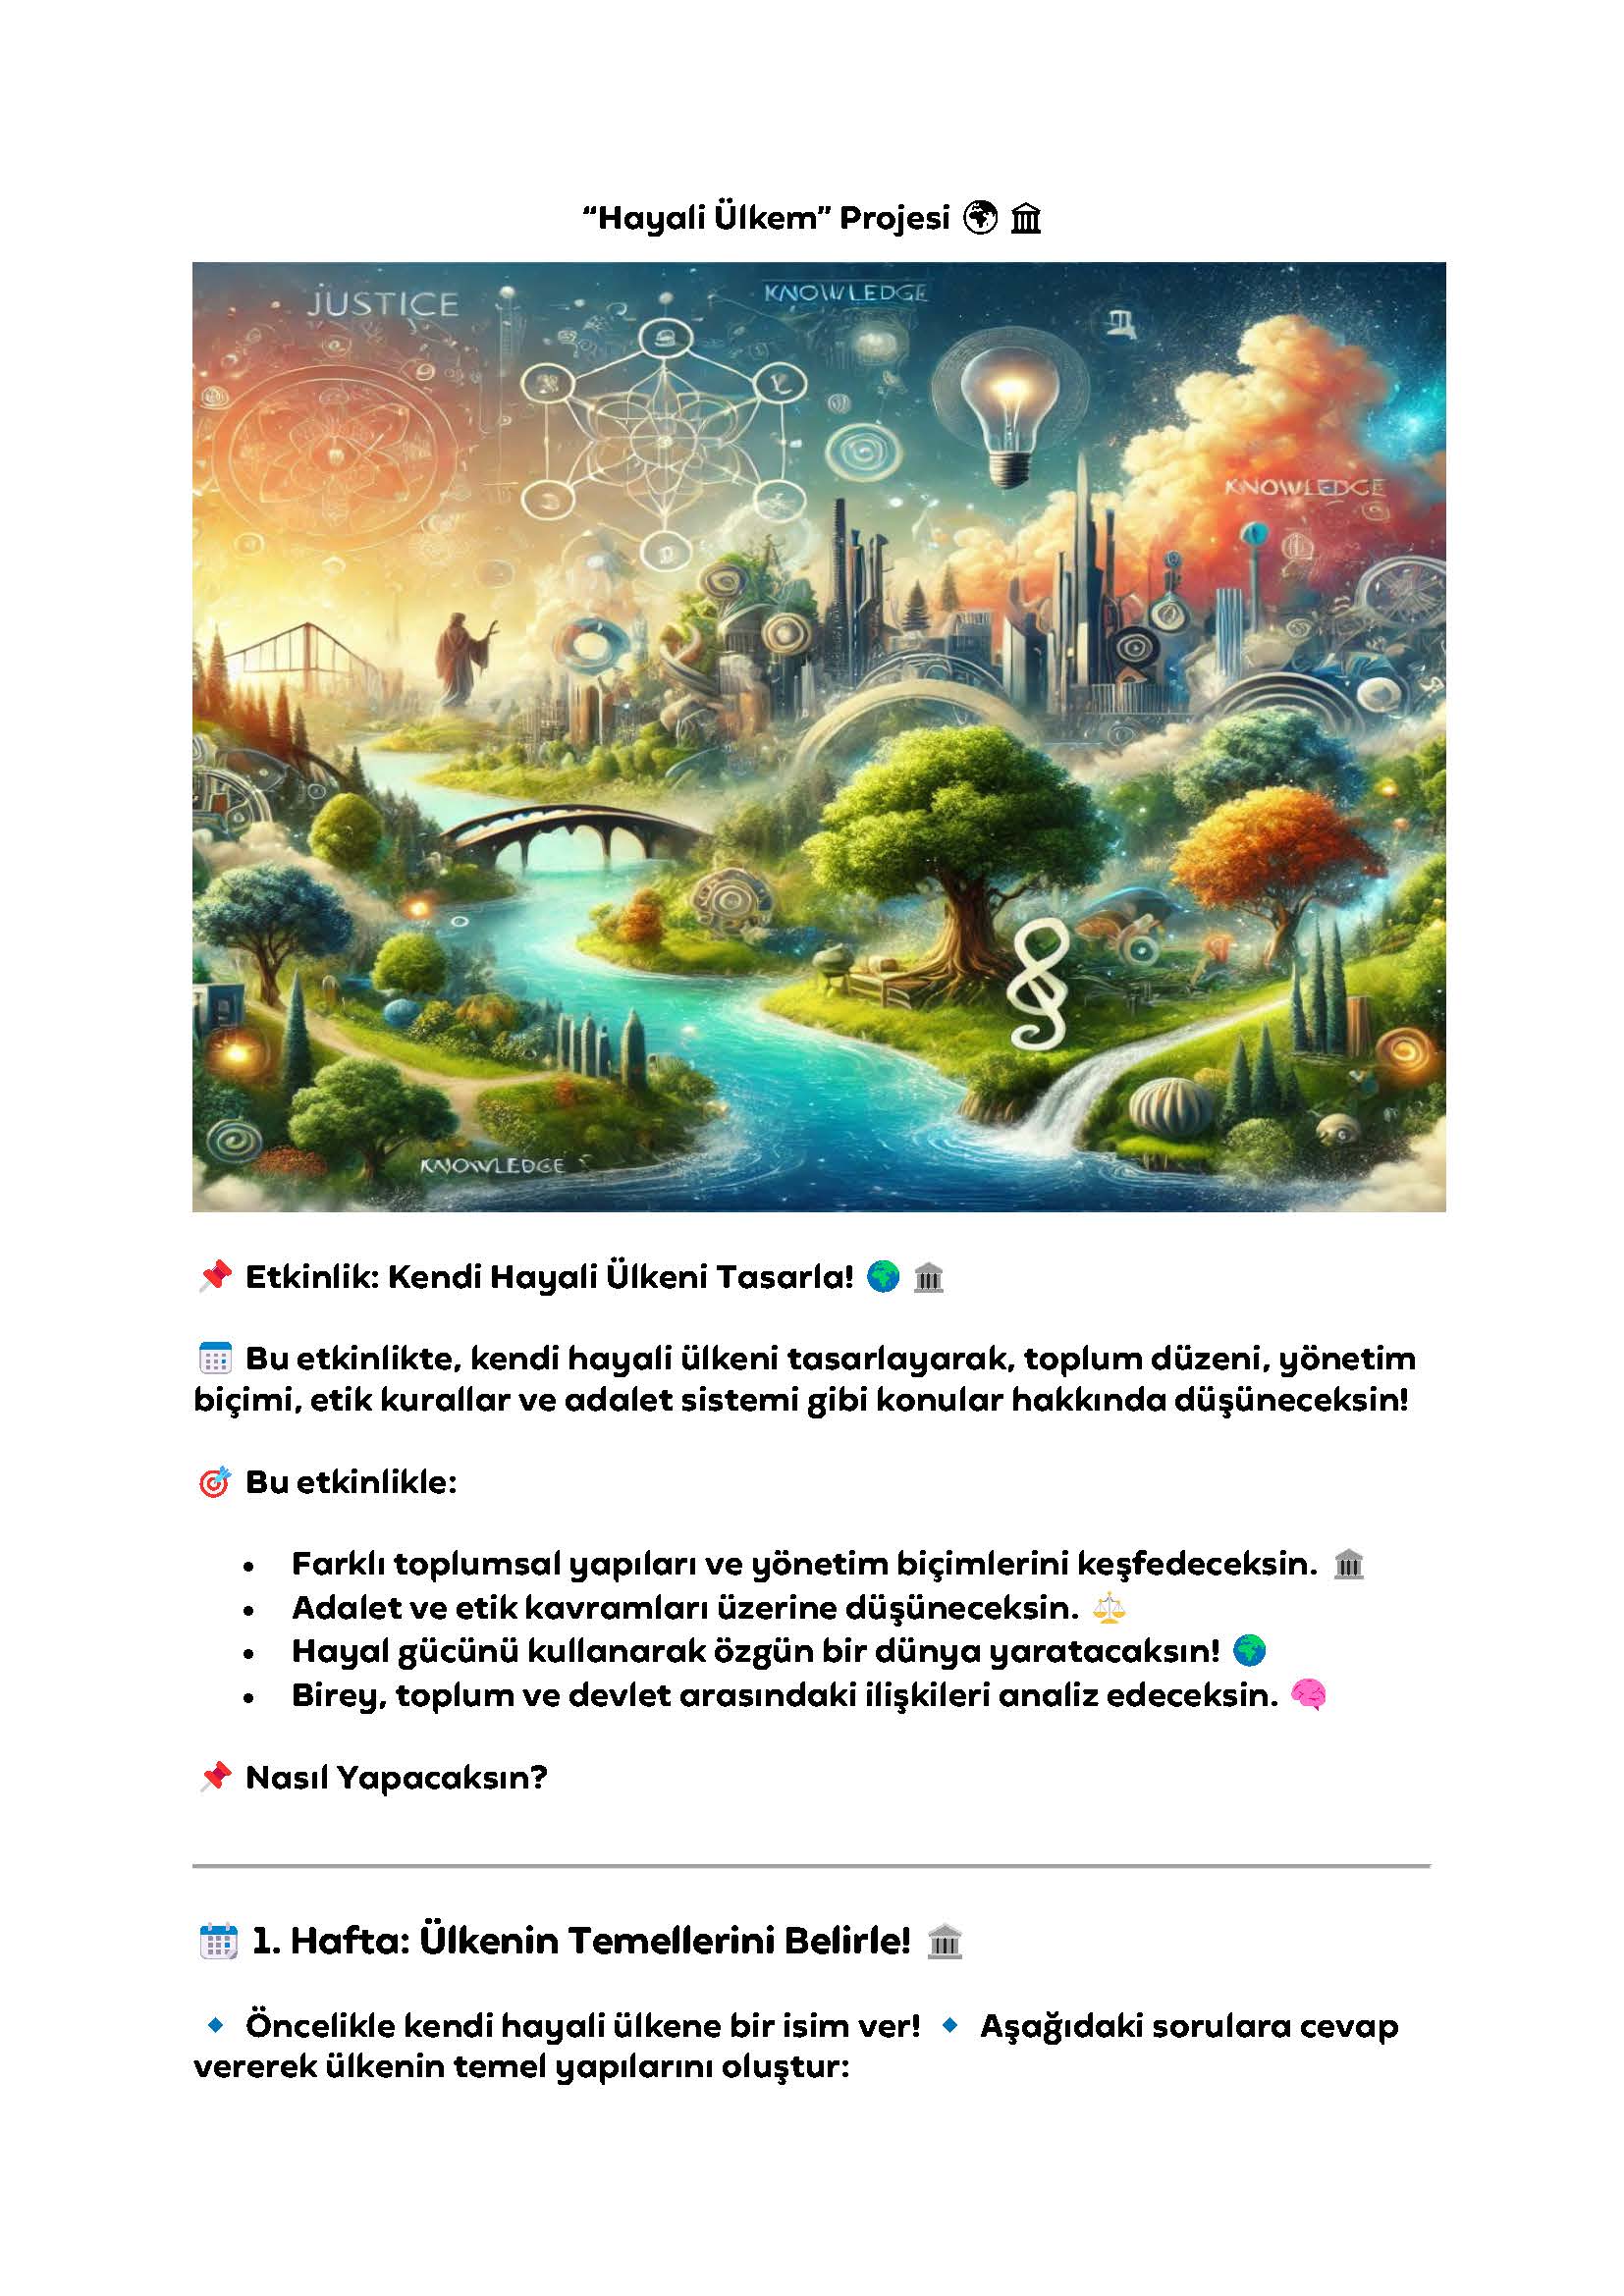 “Hayali Ülkem” Projesi 🌍 🏛
JUSTICE
KNOWLEDGE
KNOWLEDGE
KNOWLEDGE
📌 Etkinlik: Kendi Hayali Ülkeni Tasarla! 🌍 🏛
📅 Bu etkinlikte, kendi hayali ülkeni tasarlayarak, toplum düzeni, yönetim
biçimi, etik kurallar ve adalet sistemi gibi konular hakkında düşüneceksin!
🎯 Bu etkinlikle:
• Farklı toplumsal yapıları ve yönetim biçimlerini keşfedeceksin. 🏛
• Adalet ve etik kavramları üzerine düşüneceksin. ⚖
• Hayal gücünü kullanarak özgün bir dünya yaratacaksın! 🌍
• Birey, toplum ve devlet arasındaki ilişkileri analiz edeceksin. 🧠
📌 Nasıl Yapacaksın?
📅 1. Hafta: Ülkenin Temellerini Belirle! 🏛
🔹 Öncelikle kendi hayali ülkene bir isim ver! 🔹 Aşağıdaki sorulara cevap
vererek ülkenin temel yapılarını oluştur: